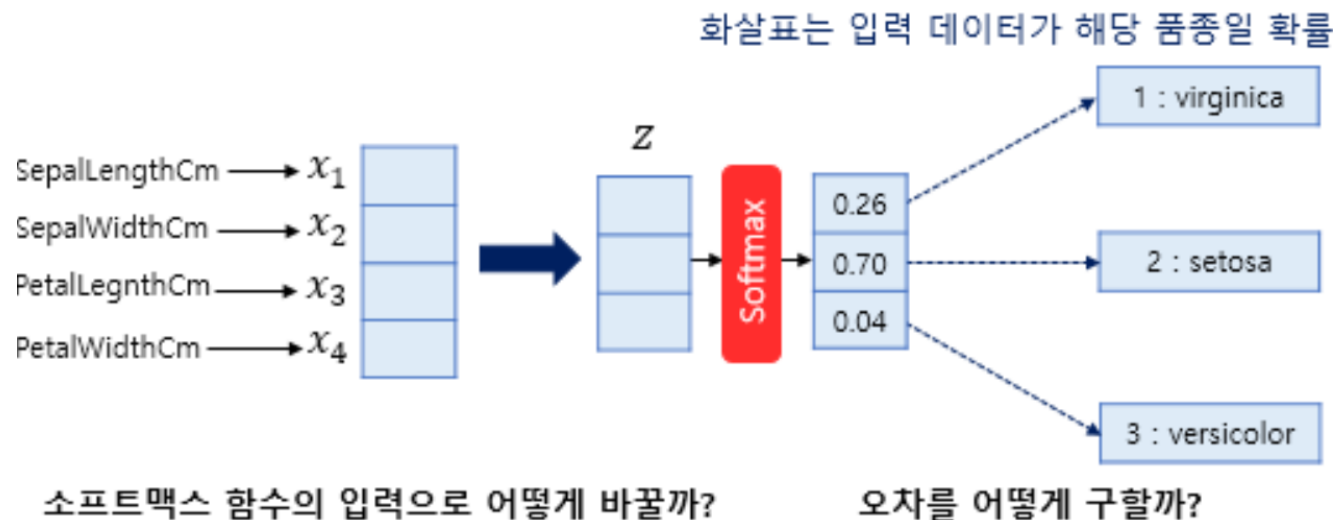 화살표는 입력 데이터가 해당 품종일 확률
SepalLengthCm
x₁
SepalWidthCm
x₂
PetalLegnthCm
x₃
PetalWidthCm
x₄
z
Softmax
0.26
0.70
0.04
1 : virginica
2 : setosa
3 : versicolor
소프트맥스 함수의 입력으로 어떻게 바꿀까?
오차를 어떻게 구할까?